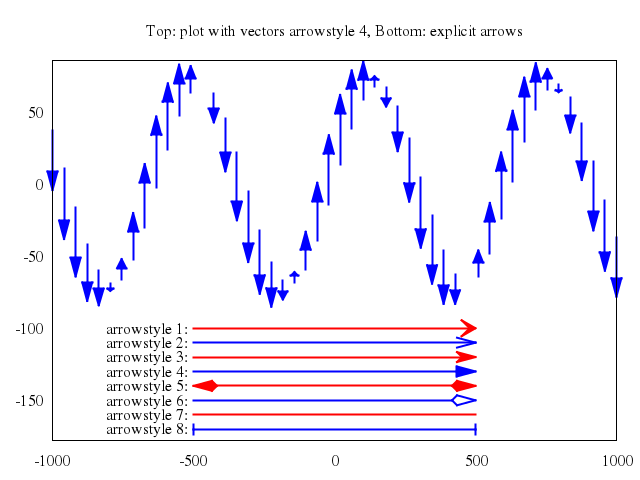 Top: plot with vectors arrowstyle 4, Bottom: explicit arrows
50
0
-50
-100
-150
arrowstyle 1:
arrowstyle 2:
arrowstyle 3:
arrowstyle 4:
arrowstyle 5:
arrowstyle 6:
arrowstyle 7:
arrowstyle 8:
-1000 -500 0 500 1000